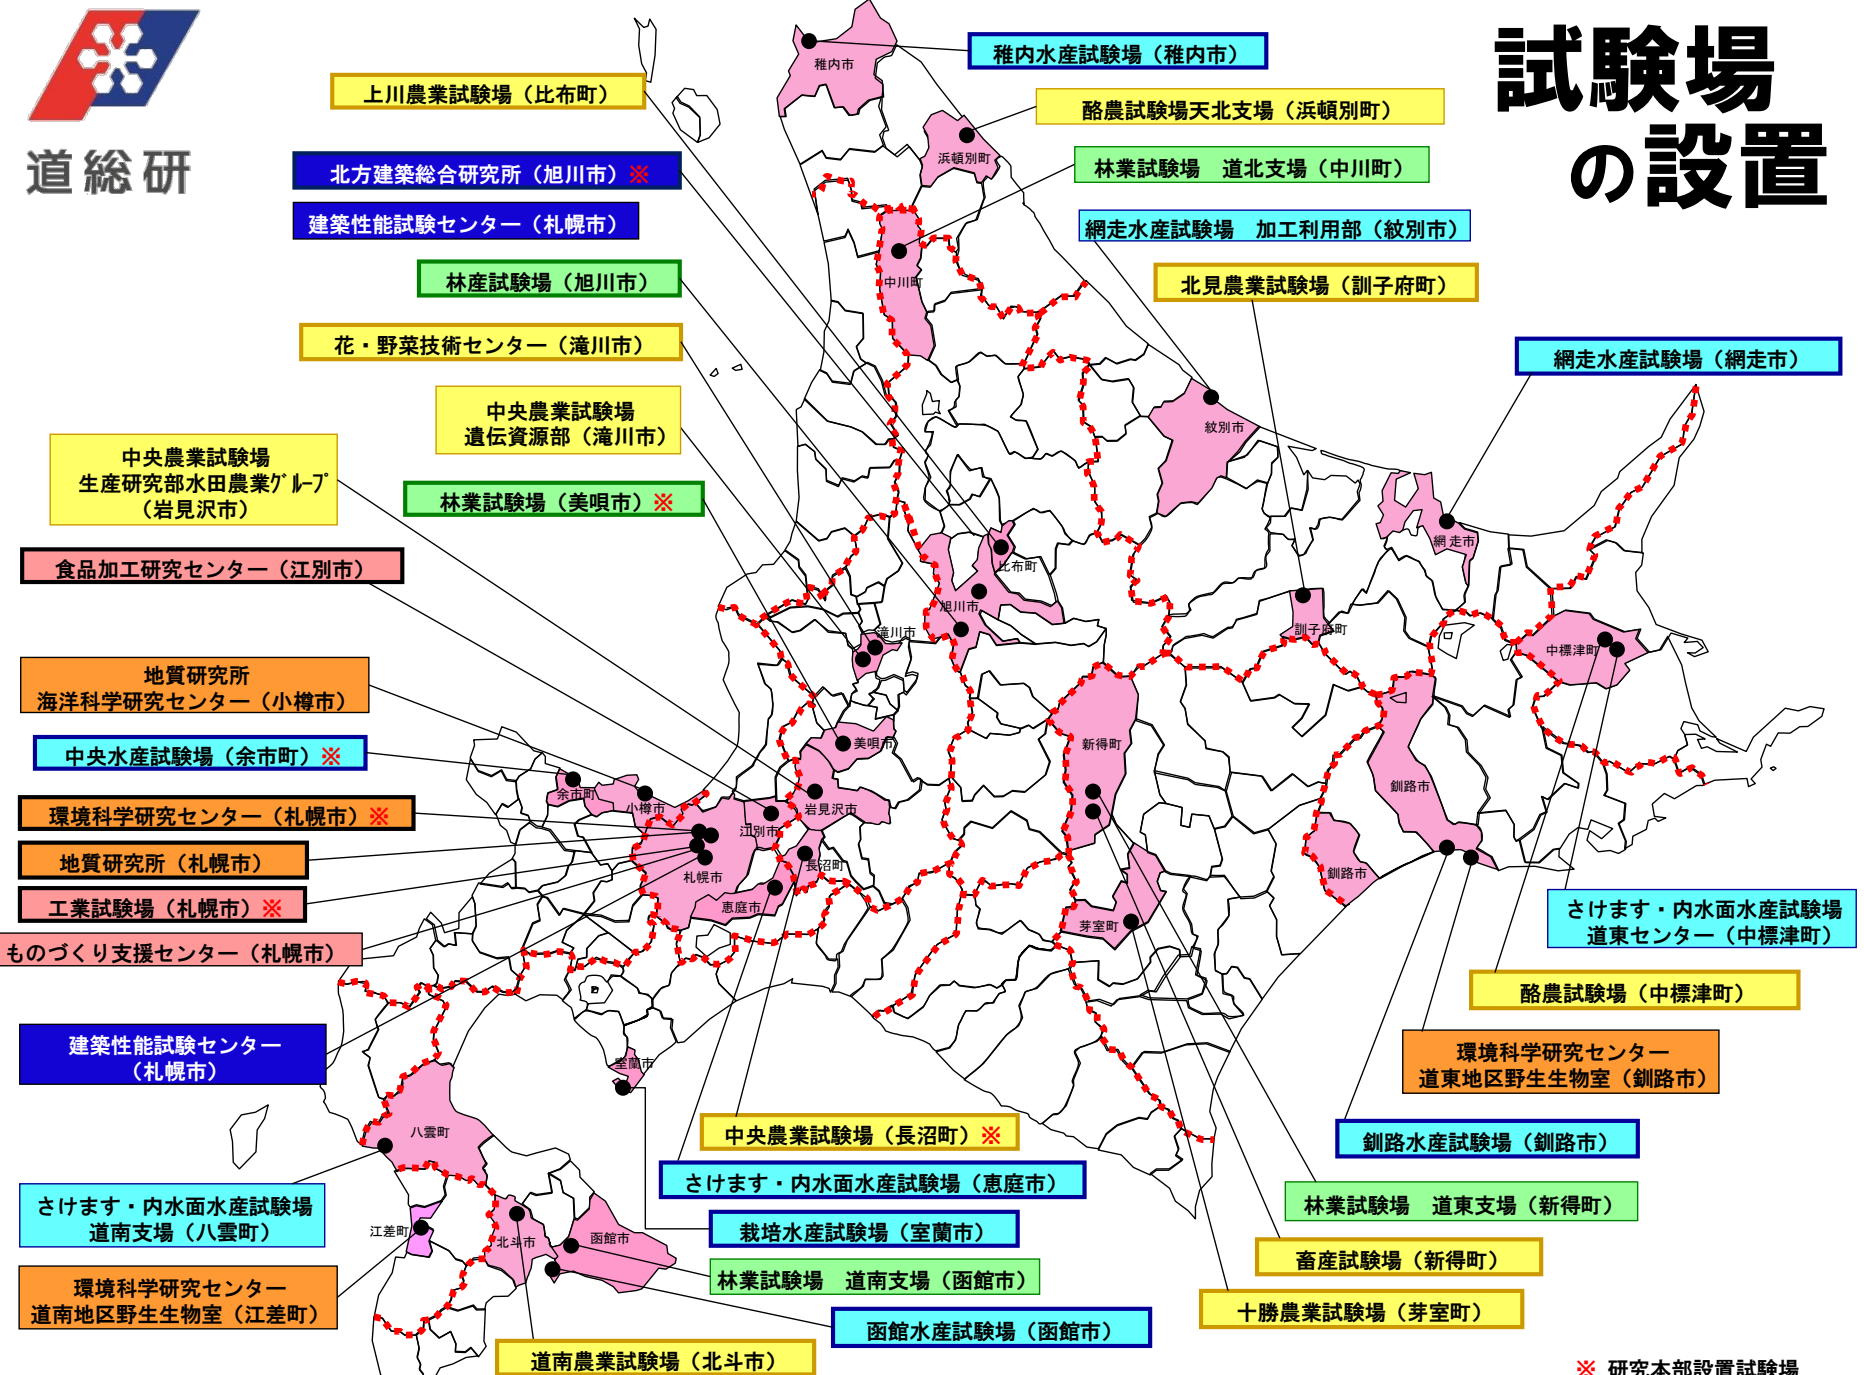 道総研
試験場
の設置
稚内水産試験場（稚内市）
上川農業試験場（比布町）
酪農試験場天北支場（浜頓別町）
北方建築総合研究所（旭川市）※
林業試験場　道北支場（中川町）
建築性能試験センター（札幌市）
網走水産試験場　加工利用部（紋別市）
林産試験場（旭川市）
北見農業試験場（訓子府町）
花・野菜技術センター（滝川市）
網走水産試験場（網走市）
中央農業試験場
遺伝資源部（滝川市）
中央農業試験場
生産研究部水田農業ｸﾞﾙｰﾌﾟ
（岩見沢市）
林業試験場（美唄市）※
食品加工研究センター（江別市）
地質研究所
海洋科学研究センター（小樽市）
中央水産試験場（余市町）※
環境科学研究センター（札幌市）※
地質研究所（札幌市）
工業試験場（札幌市）※
ものづくり支援センター（札幌市）
建築性能試験センター
（札幌市）
さけます・内水面水産試験場
道南支場（八雲町）
環境科学研究センター
道南地区野生生物室（江差町）
道南農業試験場（北斗市）
中央農業試験場（長沼町）※
さけます・内水面水産試験場（恵庭市）
栽培水産試験場（室蘭市）
林業試験場　道南支場（函館市）
函館水産試験場（函館市）
さけます・内水面水産試験場
道東センター（中標津町）
酪農試験場（中標津町）
環境科学研究センター
道東地区野生生物室（釧路市）
釧路水産試験場（釧路市）
林業試験場　道東支場（新得町）
畜産試験場（新得町）
十勝農業試験場（芽室町）
※ 研究本部設置試験場
稚内市
浜頓別町
中川町
紋別市
網走市
比布町
旭川市
滝川市
訓子府町
中標津町
美唄市
新得町
釧路市
余市町
小樽市
江別市
岩見沢市
札幌市
長沼町
恵庭市
釧路市
芽室町
室蘭市
八雲町
江差町
北斗市
函館市